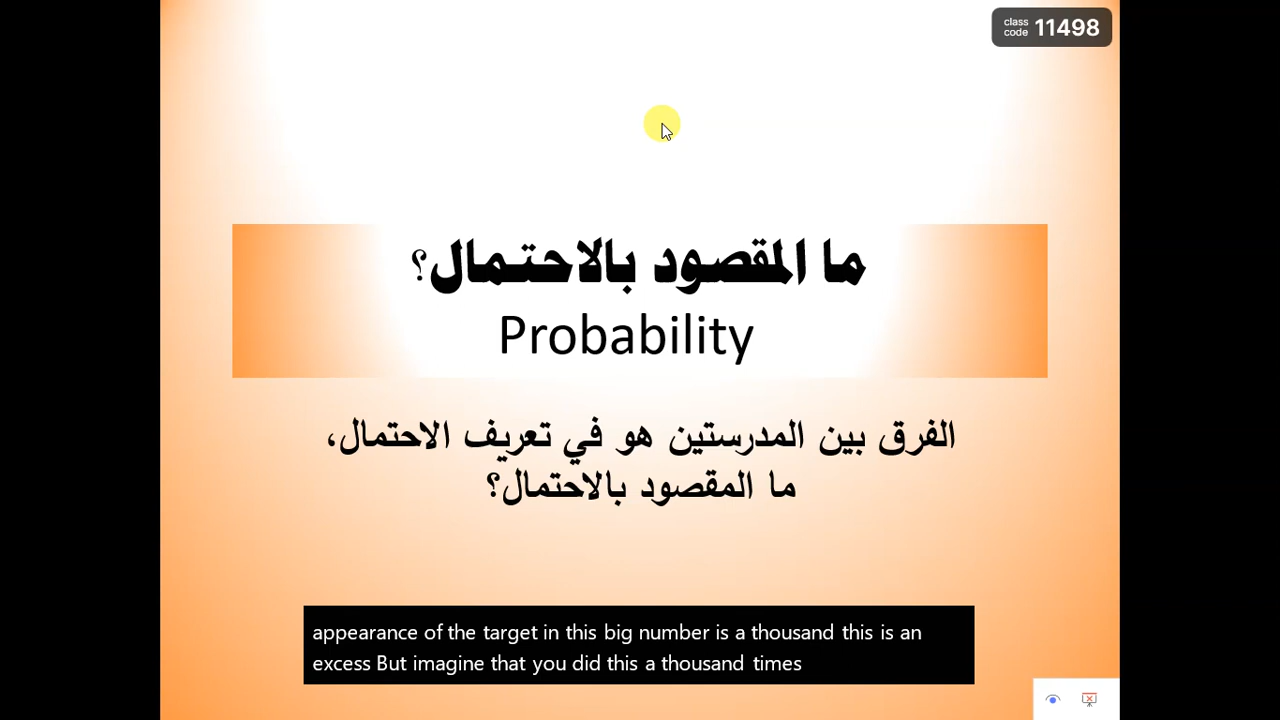 class
code 11498
ما المقصود بالاحتمال؟
Probability
الفرق بين المدرستين هو في تعريف الاحتمال،
ما المقصود بالاحتمال؟
appearance of the target in this big number is a thousand this is an
excess But imagine that you did this a thousand times